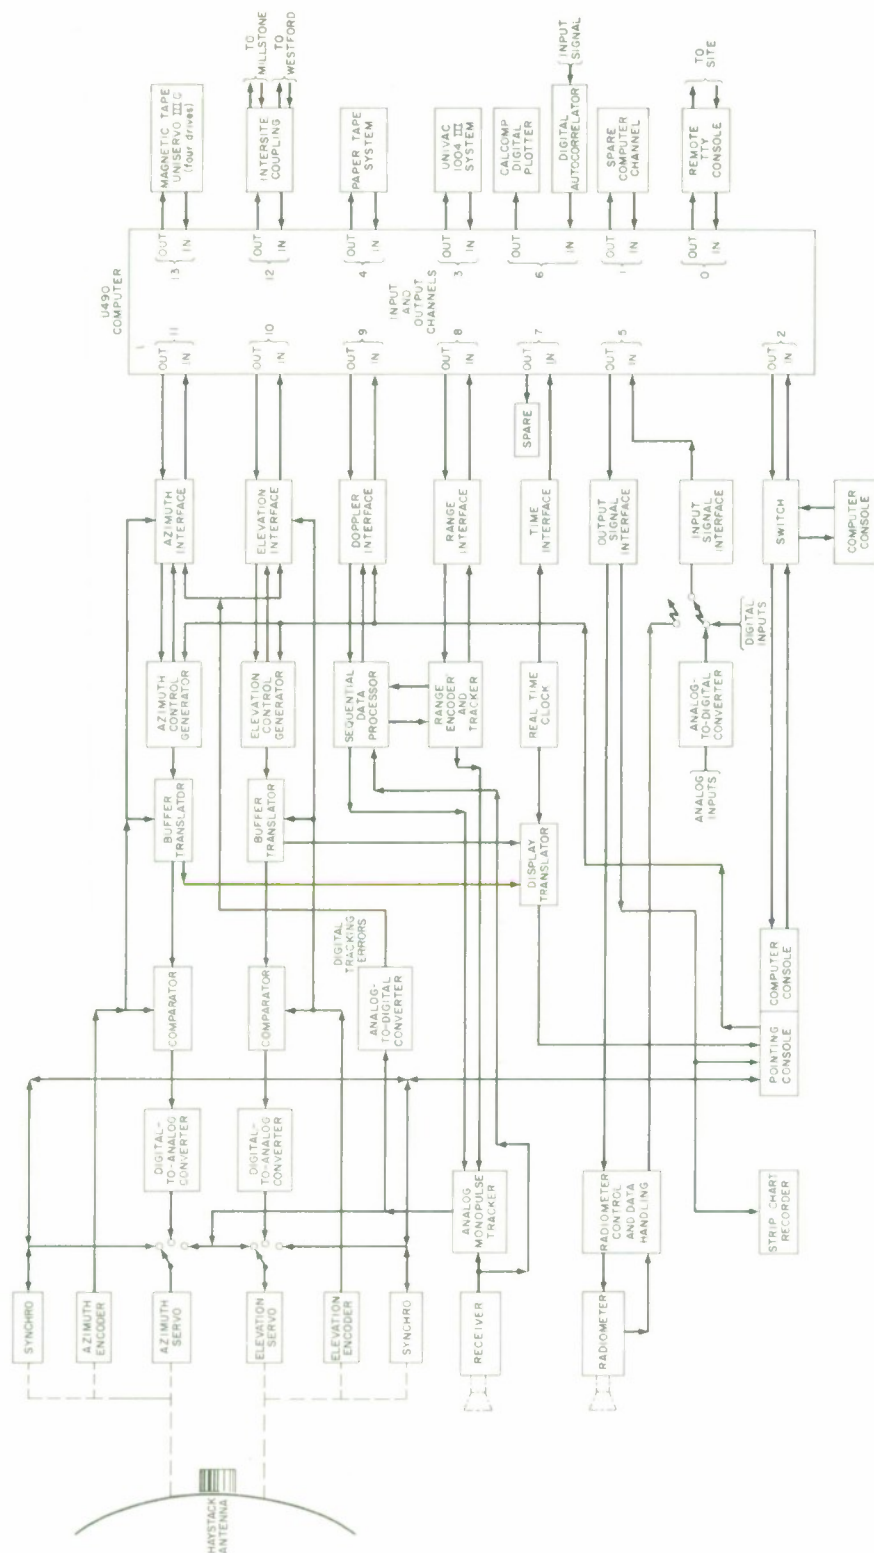 HAYSTACK
ANTENNA
SYNCHRO
AZIMUTH
ENCODER
AZIMUTH
SERVO
ELEVATION
SERVO
ELEVATION
ENCODER
SYNCHRO
RECEIVER
RADIOMETER
DIGITAL-
TO-ANALOG
CONVERTER
DIGITAL-
TO-ANALOG
CONVERTER
ANALOG
MONOPULSE
TRACKER
RADIOMETER
CONTROL
AND DATA
HANDLING
STRIP CHART
RECORDER
COMPARATOR
COMPARATOR
DIGITAL
TRACKING
ERRORS
ANALOG-
TO-DIGITAL
CONVERTER
POINTING
CONSOLE
COMPUTER
CONSOLE
BUFFER
TRANSLATOR
BUFFER
TRANSLATOR
DISPLAY
TRANSLATOR
AZIMUTH
CONTROL
GENERATOR
ELEVATION
CONTROL
GENERATOR
SEQUENTIAL
DATA
PROCESSOR
RANGE
ENCODER
AND
TRACKER
REAL TIME
CLOCK
ANALOG
INPUTS
ANALOG-
TO-DIGITAL
CONVERTER
DIGITAL
INPUTS
AZIMUTH
INTERFACE
ELEVATION
INTERFACE
DOPPLER
INTERFACE
RANGE
INTERFACE
TIME
INTERFACE
OUTPUT
SIGNAL
INTERFACE
INPUT
SIGNAL
INTERFACE
SWITCH
COMPUTER
CONSOLE
SPARE
U490
COMPUTER
OUT
11
IN
OUT
10
IN
OUT
9
IN
OUT
8
IN
OUT
7
IN
OUT
5
IN
OUT
2
IN
INPUT
AND
OUTPUT
CHANNELS
OUT
13
IN
OUT
12
IN
OUT
4
IN
OUT
3
IN
OUT
6
IN
OUT
1
IN
OUT
0
IN
MAGNETIC TAPE
UNISERVO III C
(four drives)
INTERSITE
COUPLING
TO
MILLSTONE
TO
WESTFORD
PAPER TAPE
SYSTEM
UNIVAC
1004 III
SYSTEM
CALCOMP
DIGITAL
PLOTTER
DIGITAL
AUTOCORRELATOR
INPUT
SIGNAL
SPARE
COMPUTER
CHANNEL
REMOTE
TTY
CONSOLE
TO
SITE